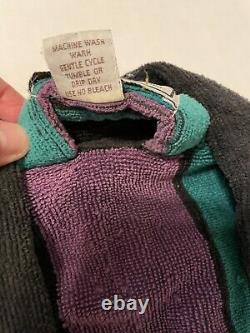 MACHINE WASH
WARM
GENTLE CYCLE
TUMBLE OR
DRIP DRY
USE NO BLEACH